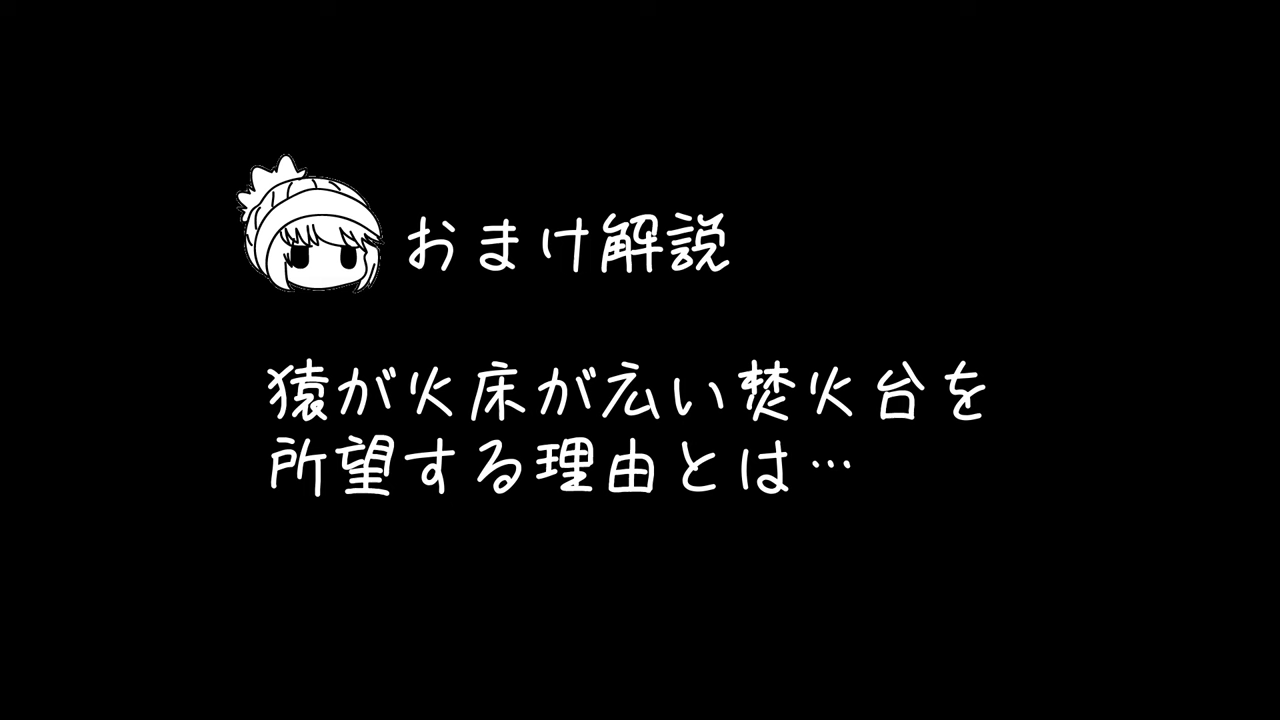 おまけ解説
猿が火床が広い焚火台を
所望する理由とは…